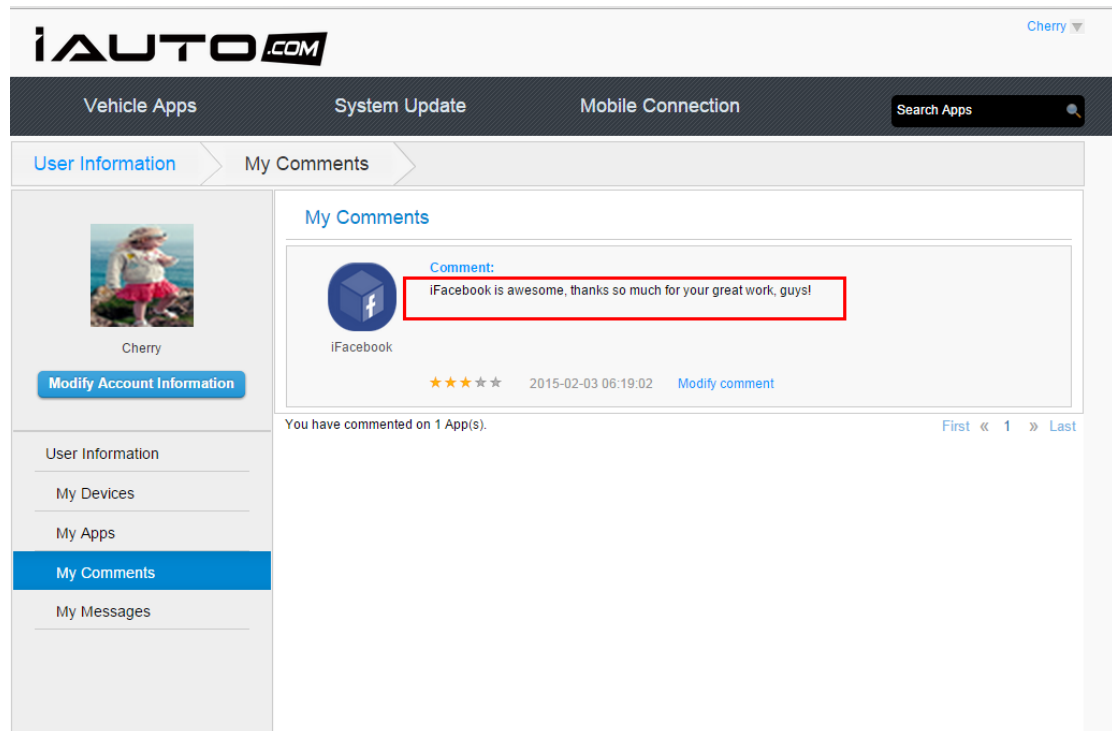 iAUTO.COM
Cherry
Vehicle Apps
System Update
Mobile Connection
Search Apps
User Information
My Comments
My Comments
Comment:
iFacebook is awesome, thanks so much for your great work, guys!
f
iFacebook
2015-02-03 06:19:02
Modify comment
You have commented on 1 App(s).
First « 1 » Last
Cherry
Modify Account Information
User Information
My Devices
My Apps
My Comments
My Messages